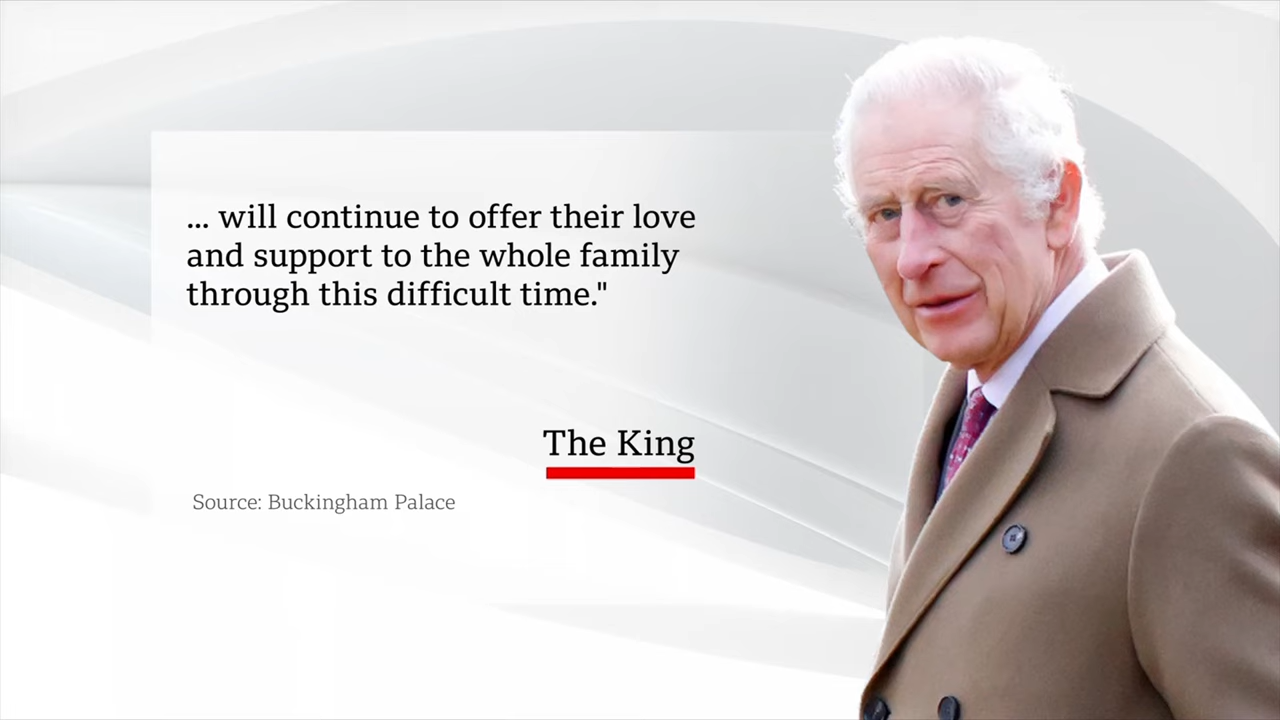 ... will continue to offer their love
and support to the whole family
through this difficult time."
The King
Source: Buckingham Palace